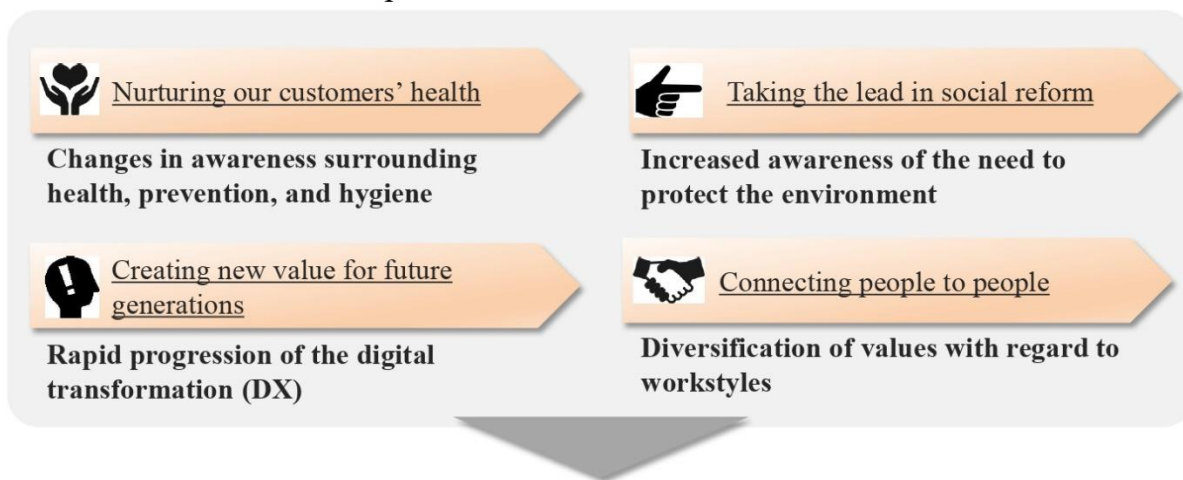 Nurturing our customers’ health
Changes in awareness surrounding
health, prevention, and hygiene
Taking the lead in social reform
Increased awareness of the need to
protect the environment
Creating new value for future
generations
Rapid progression of the digital
transformation (DX)
Connecting people to people
Diversification of values with regard to
workstyles